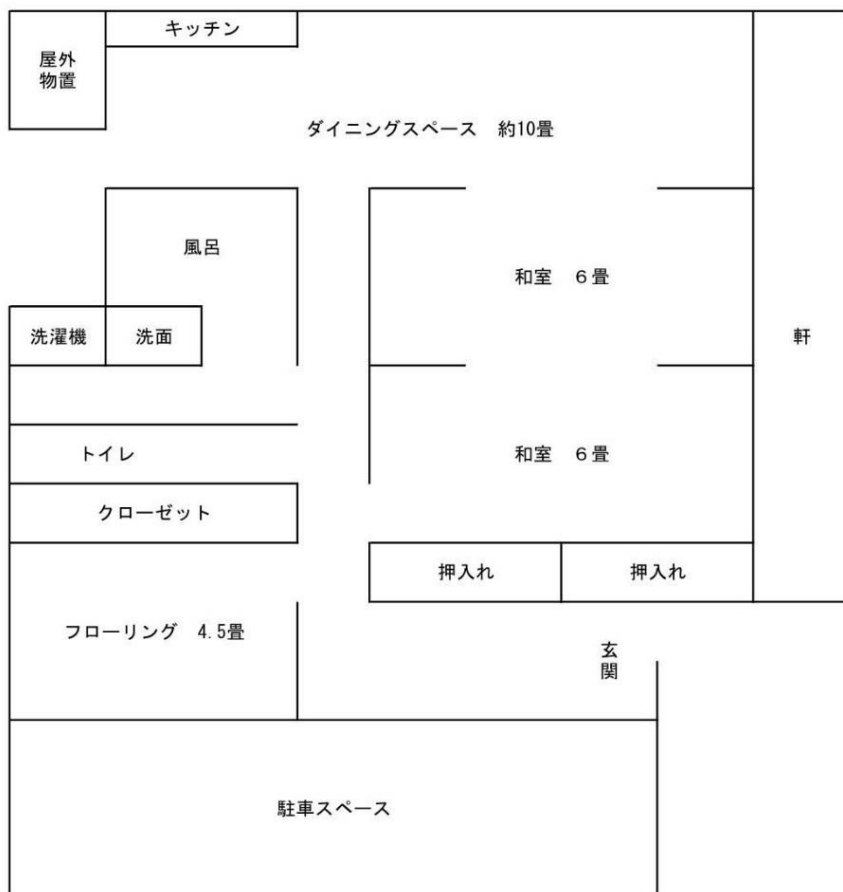 キッチン
屋外
物置
ダイニングスペース　約10畳
風呂
和室　６畳
洗濯機
洗面
軒
トイレ
和室　６畳
クローゼット
押入れ
押入れ
フローリング　4.5畳
玄
関
駐車スペース